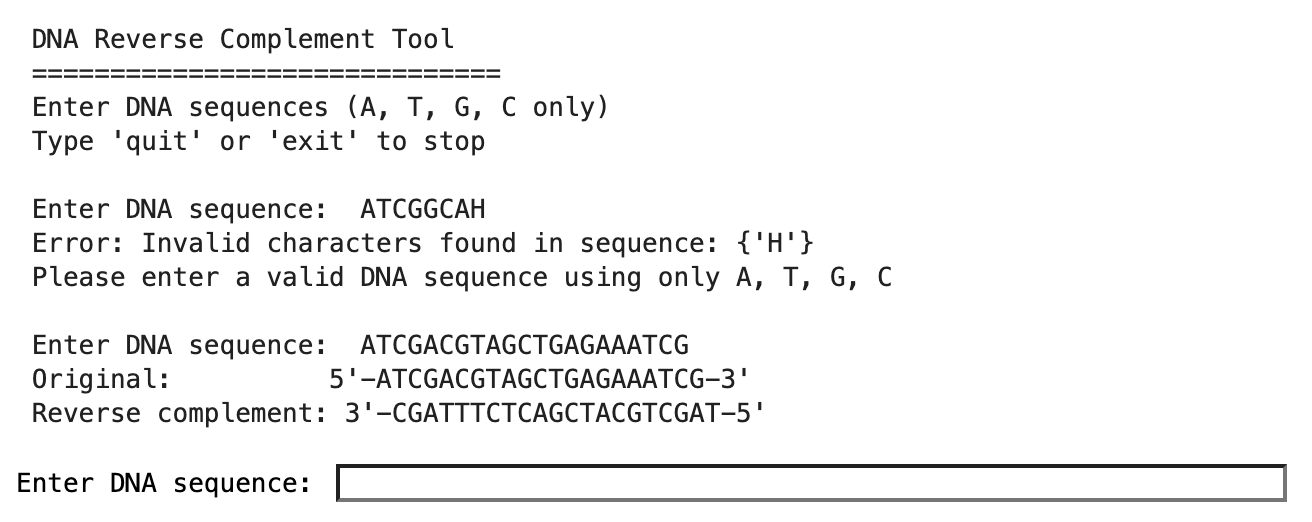 DNA Reverse Complement Tool
==============================
Enter DNA sequences (A, T, G, C only)
Type 'quit' or 'exit' to stop
Enter DNA sequence:  ATCGGCAH
Error: Invalid characters found in sequence: {'H'}
Please enter a valid DNA sequence using only A, T, G, C
Enter DNA sequence:  ATCGACGTAGCTGAGAAATCG
Original:          5'-ATCGACGTAGCTGAGAAATCG-3'
Reverse complement: 3'-CGATTTCTCAGCTACGTCGAT-5'
Enter DNA sequence: